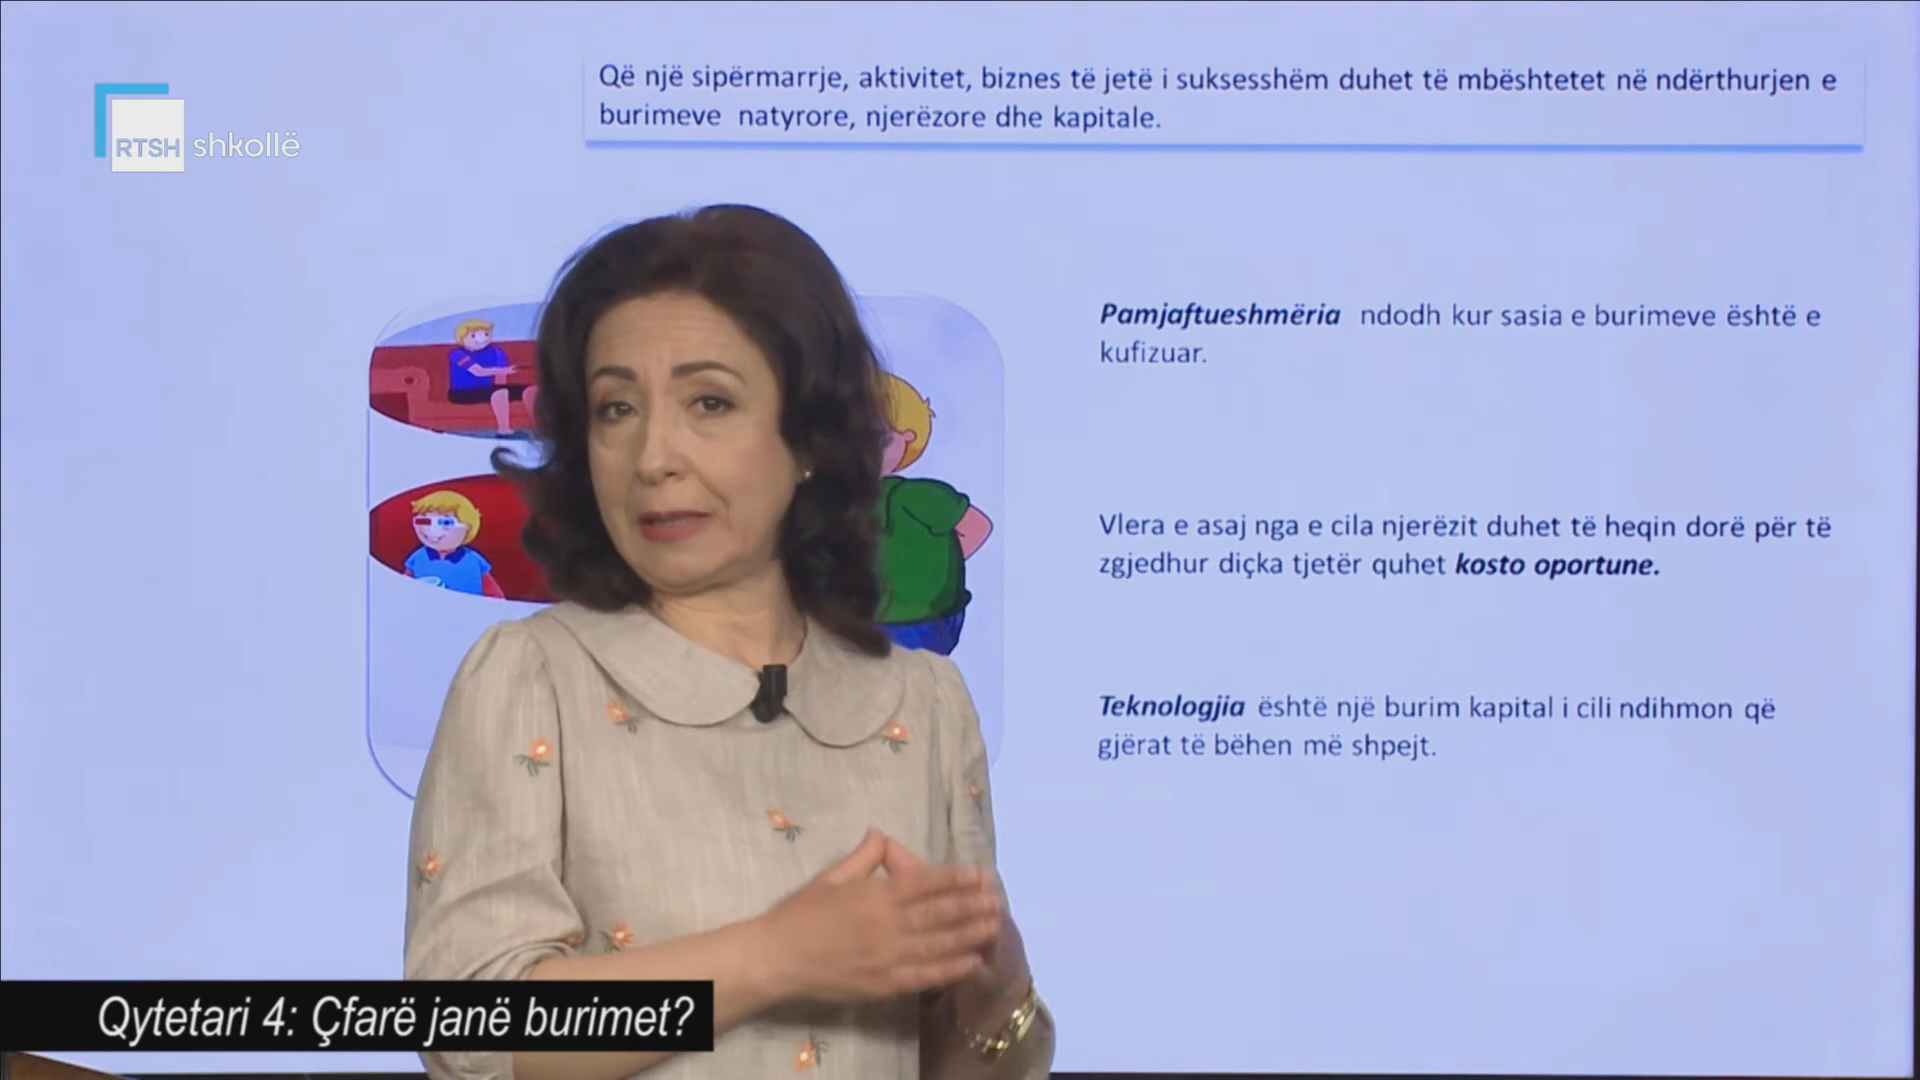 Që një sipërmarrje, aktivitet, biznes të jetë i suksesshëm duhet të mbështetet në ndërthurjen e
burimeve natyrore, njerëzore dhe kapitale.
RTSH shkollë
Pamjaftueshmëria ndodh kur sasia e burimeve është e
kufizuar.
Vlera e asaj nga e cila njerëzit duhet të heqin dorë për të
zgjedhur diçka tjetër quhet kosto oportune.
Teknologjia është një burim kapital i cili ndihmon që
gjërat të bëhen më shpejt.
Qytetari 4: Çfarë janë burimet?